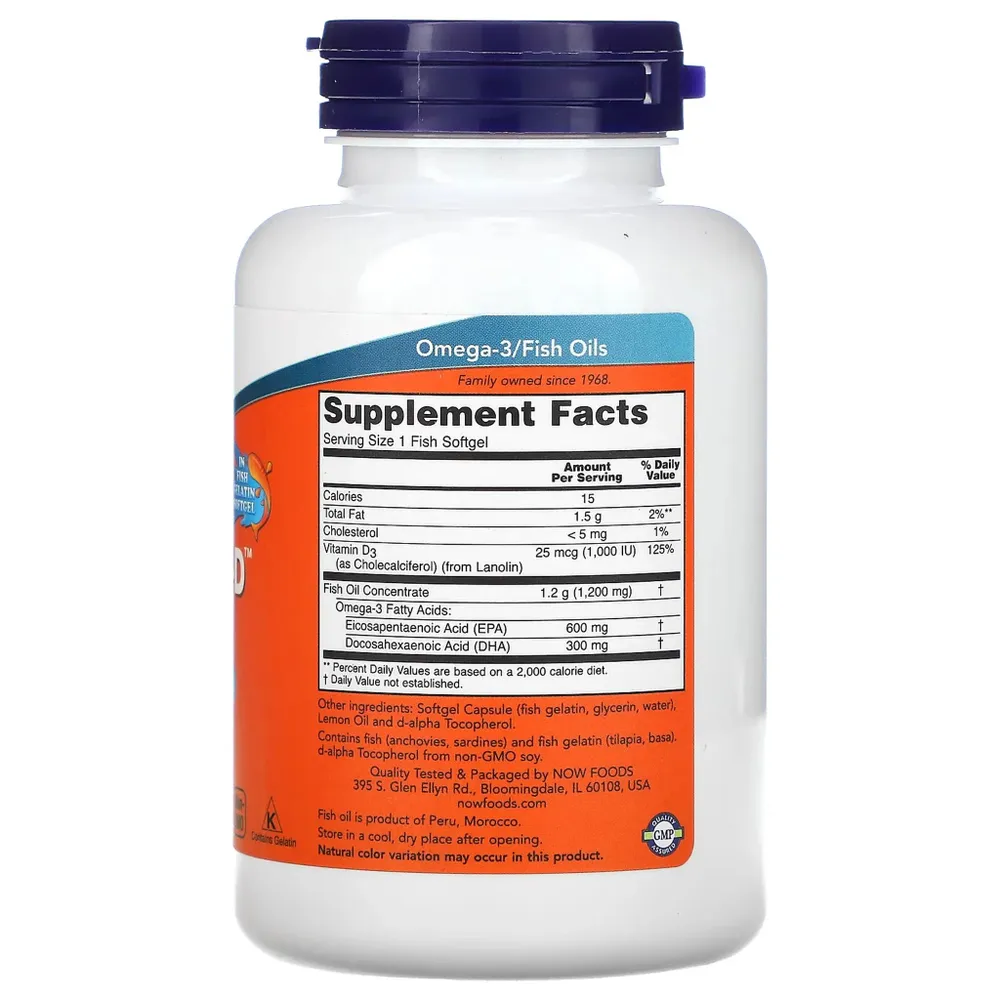 Omega-3/Fish Oils
Family owned since 1968.
IN
FISH
GELATIN
SOFTGEL
D™
Supplement Facts
Serving Size 1 Fish Softgel
Amount Per Serving % Daily Value
Calories 15
Total Fat 1.5 g 2%**
Cholesterol < 5 mg 1%
Vitamin D3 25 mcg (1,000 IU) 125%
(as Cholecalciferol) (from Lanolin)
Fish Oil Concentrate 1.2 g (1,200 mg) †
Omega-3 Fatty Acids:
Eicosapentaenoic Acid (EPA) 600 mg †
Docosahexaenoic Acid (DHA) 300 mg †
** Percent Daily Values are based on a 2,000 calorie diet.
† Daily Value not established.
Other ingredients: Softgel Capsule (fish gelatin, glycerin, water),
Lemon Oil and d-alpha Tocopherol.
Contains fish (anchovies, sardines) and fish gelatin (tilapia, basa).
d-alpha Tocopherol from non-GMO soy.
Quality Tested & Packaged by NOW FOODS
395 S. Glen Ellyn Rd., Bloomingdale, IL 60108, USA
nowfoods.com
Fish oil is product of Peru, Morocco.
Store in a cool, dry place after opening.
Natural color variation may occur in this product.
K
Contains Gelatin
QUALITY
GMP
ASSURED